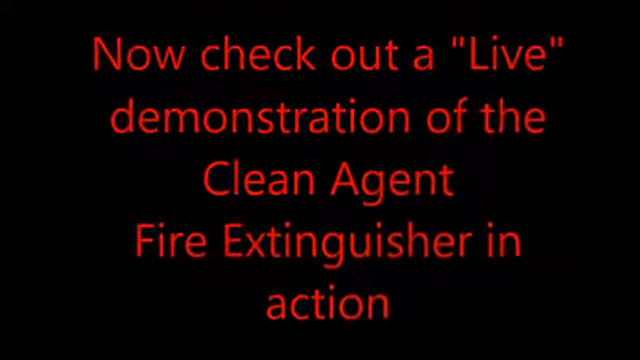 Now check out a "Live"
demonstration of the
Clean Agent
Fire Extinguisher in
action